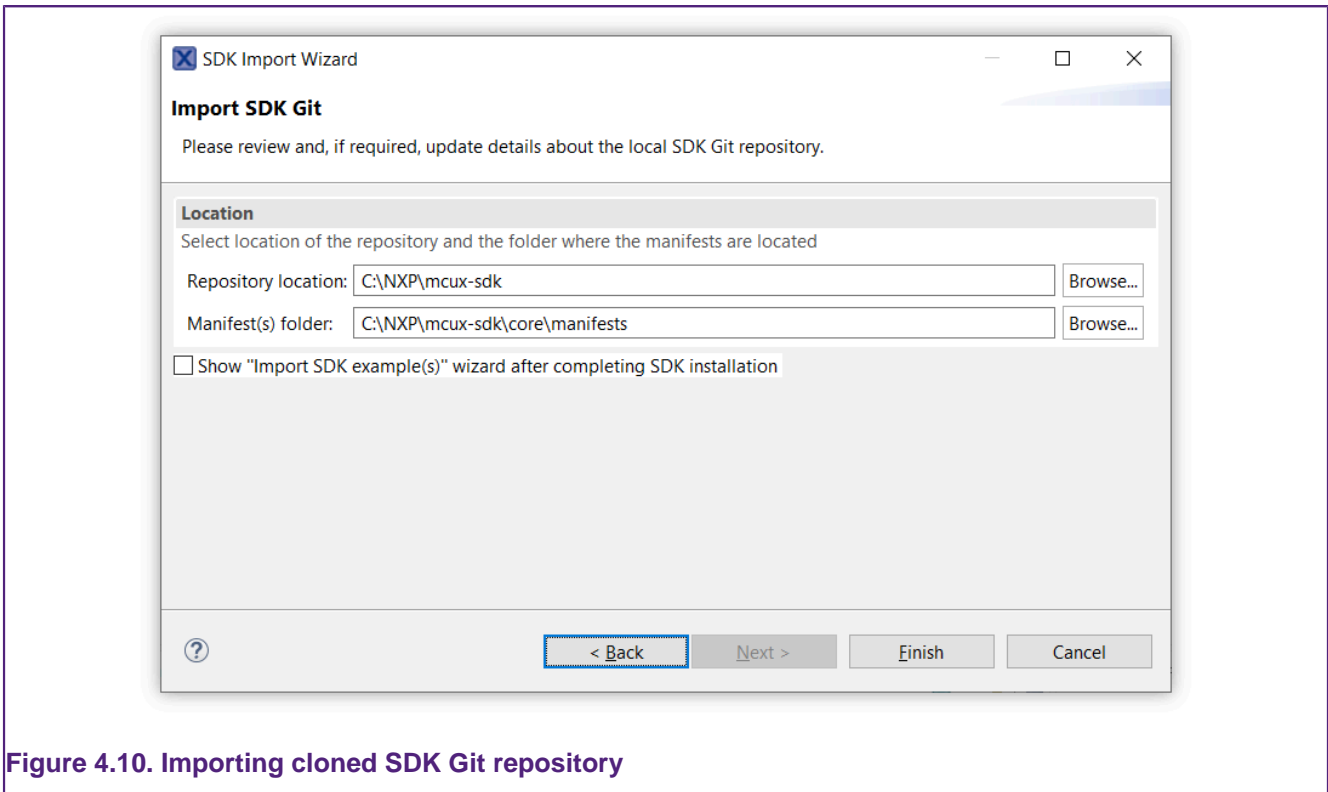 SDK Import Wizard
Import SDK Git
Please review and, if required, update details about the local SDK Git repository.
Location
Select location of the repository and the folder where the manifests are located
Repository location: C:\NXP\mcux-sdk Browse...
Manifest(s) folder: C:\NXP\mcux-sdk\core\manifests Browse...
Show "Import SDK example(s)" wizard after completing SDK installation
? < Back Next > Finish Cancel
Figure 4.10. Importing cloned SDK Git repository